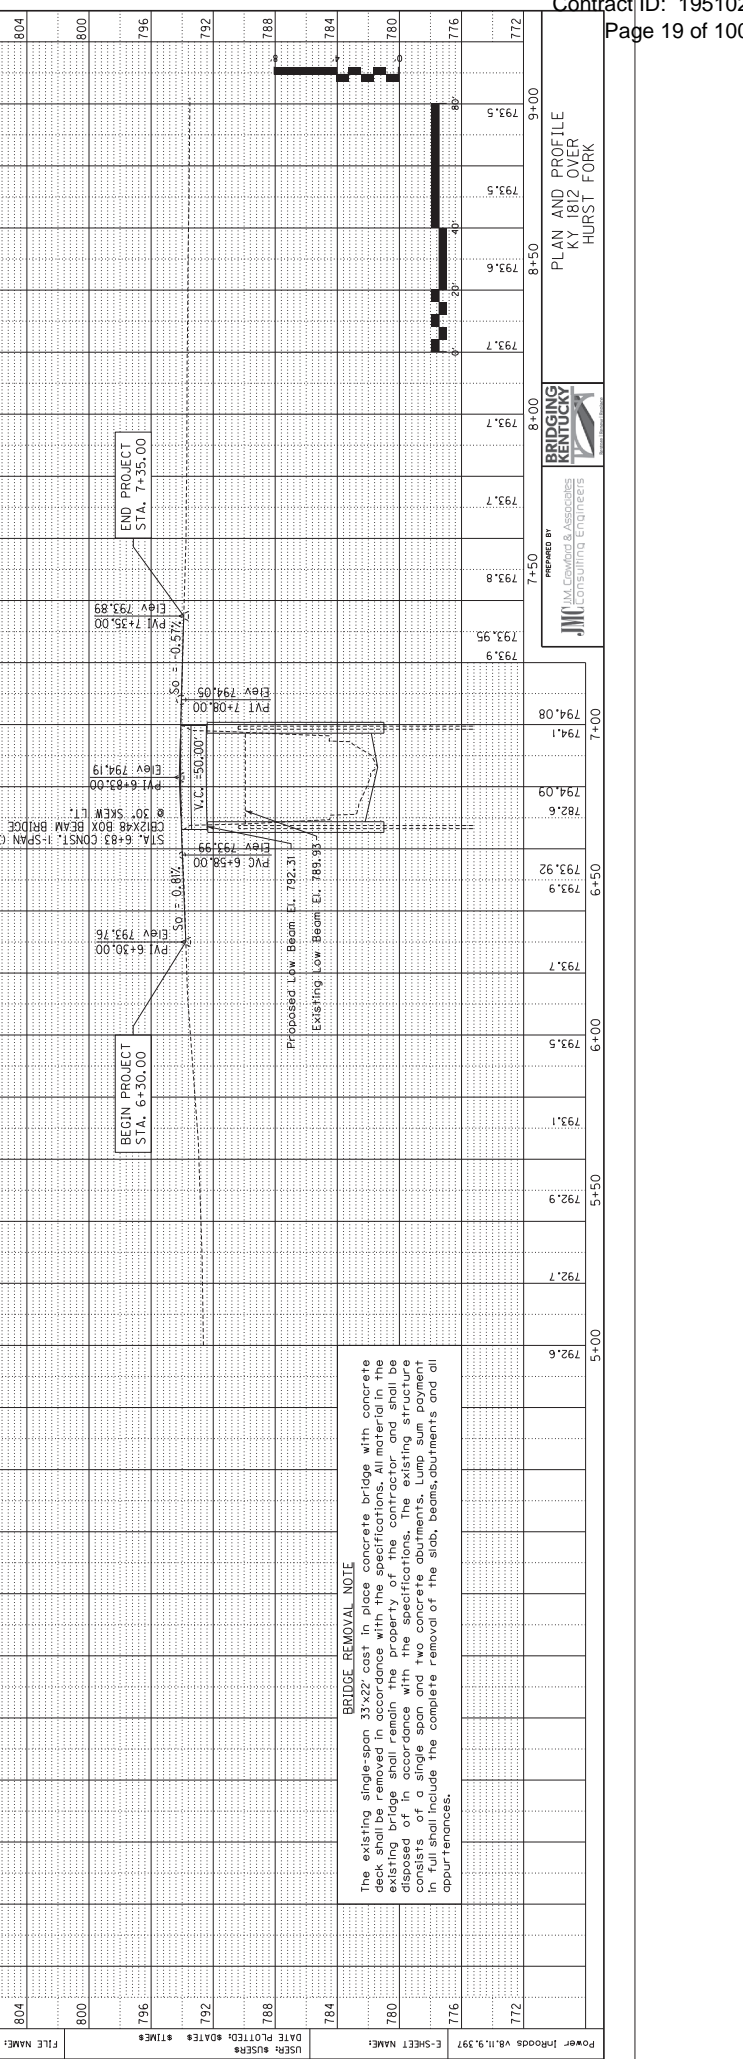 Contract ID: 19510
Page 19 of 100
804
800
796
792
788
784
780
776
772
8'
4'
0'
80'
40'
20'
0'
PLAN AND PROFILE
KY 1812 OVER
HURST FORK
BRIDGING
KENTUCKY
PREPARED BY
JMC
J.M. Crawford & Associates
Consulting Engineers
END PROJECT
STA. 7+35.00
PVI 7+35.00
Elev 793.89
So = -0.57%
PVT 7+08.00
Elev 794.05
PVI 6+83.00
Elev 794.19
V.C. =50.00'
STA. 6+83 CONST. 1-SPAN
CB12X48 BOX BEAM BRIDGE
@ 30° SKEW LT.
PVC 6+58.00
Elev 793.99
So = 0.81%
PVI 6+30.00
Elev 793.76
Proposed Low Beam El. 792.31
Existing Low Beam El. 789.93
BEGIN PROJECT
STA. 6+30.00
9+00
8+50
8+00
7+50
7+00
6+50
6+00
5+50
5+00
793.5
793.5
793.6
793.7
793.7
793.7
793.8
793.95
793.9
794.08
794.1
794.09
782.6
793.92
793.9
793.7
793.5
793.1
792.9
792.7
792.6
BRIDGE REMOVAL NOTE
The existing single-span 33'x22' cast in place concrete bridge with concrete
deck shall be removed in accordance with the specifications. All material in the
existing bridge shall remain the property of the contractor and shall be
disposed of in accordance with the specifications. The existing structure
consists of a single span and two concrete abutments. Lump sum payment
in full shall include the complete removal of the slab, beams, abutments and all
appurtenances.
804
800
796
792
788
784
780
776
772
FILE NAME:
USER: $USER$
DATE PLOTTED: $DATE$ $TIME$
E-SHEET NAME:
Power InRoads v8.11.9.397